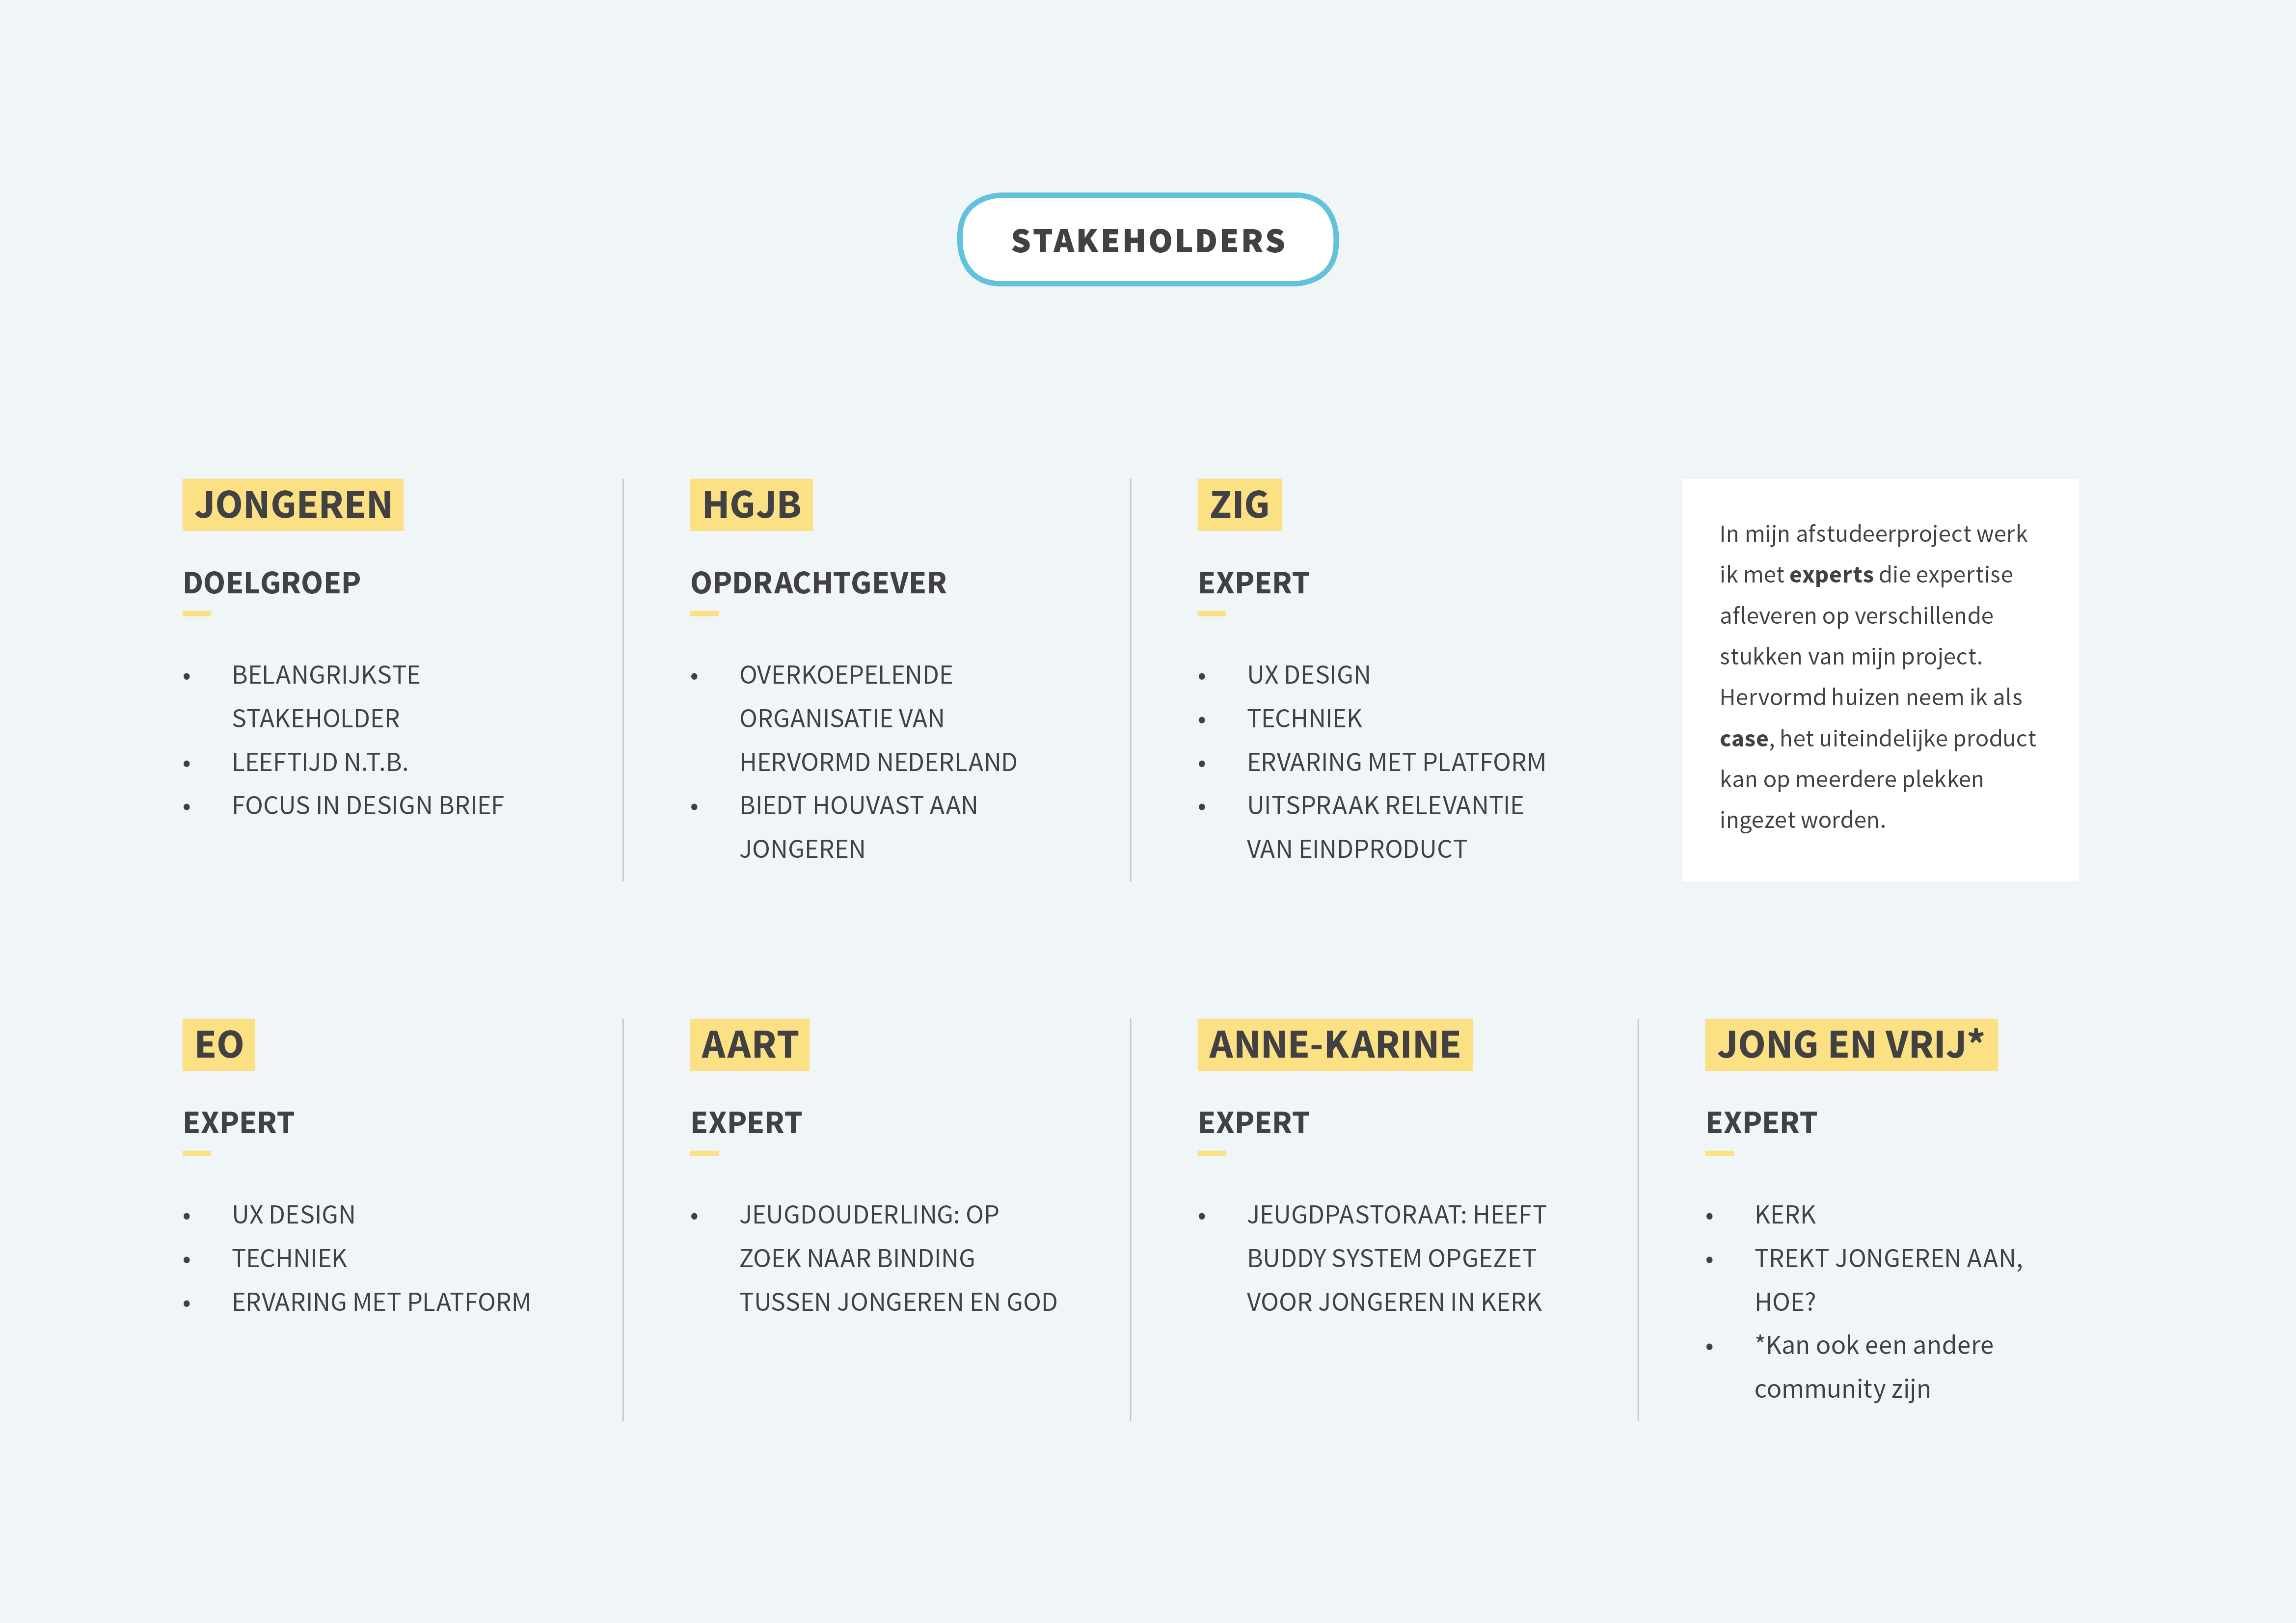 STAKEHOLDERS
JONGEREN
DOELGROEP
• BELANGRIJKSTE
STAKEHOLDER
• LEEFTIJD N.T.B.
• FOCUS IN DESIGN BRIEF
HGJB
OPDRACHTGEVER
• OVERKOEPELENDE
ORGANISATIE VAN
HERVORMD NEDERLAND
• BIEDT HOUVAST AAN
JONGEREN
ZIG
EXPERT
• UX DESIGN
• TECHNIEK
• ERVARING MET PLATFORM
• UITSPRAAK RELEVANTIE
VAN EINDPRODUCT
In mijn afstudeerproject werk
ik met experts die expertise
afleveren op verschillende
stukken van mijn project.
Hervormd huizen neem ik als
case, het uiteindelijke product
kan op meerdere plekken
ingezet worden.
EO
EXPERT
• UX DESIGN
• TECHNIEK
• ERVARING MET PLATFORM
AART
EXPERT
• JEUGDOUDERLING: OP
ZOEK NAAR BINDING
TUSSEN JONGEREN EN GOD
ANNE-KARINE
EXPERT
• JEUGDPASTORAAT: HEEFT
BUDDY SYSTEM OPGEZET
VOOR JONGEREN IN KERK
JONG EN VRIJ*
EXPERT
• KERK
• TREKT JONGEREN AAN,
HOE?
• *Kan ook een andere
community zijn